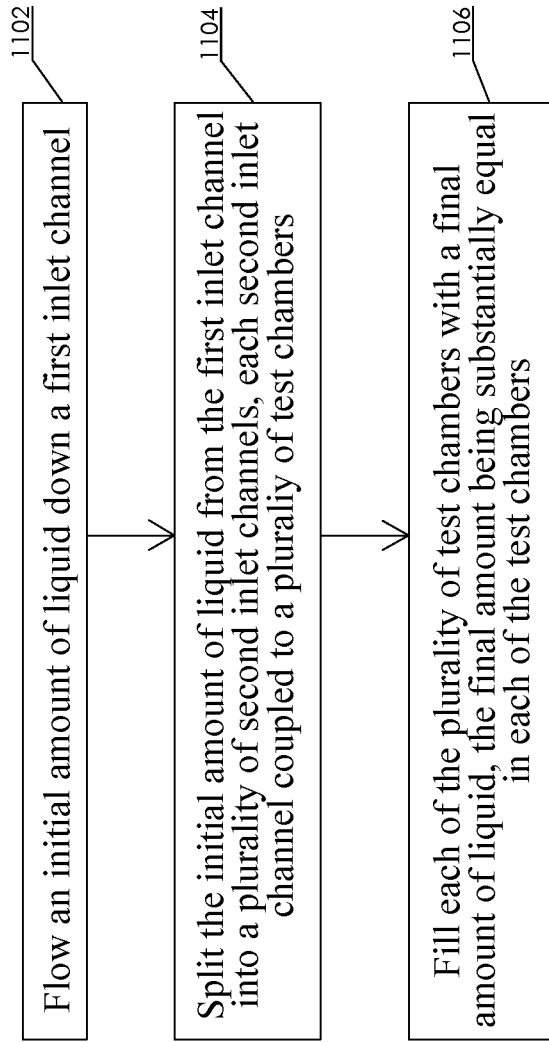 1102
Flow an initial amount of liquid down a first inlet channel
1104
Split the initial amount of liquid from the first inlet channel
into a plurality of second inlet channels, each second inlet
channel coupled to a pluraliy of test chambers
1106
Fill each of the plurality of test chambers with a final
amount of liquid, the final amount being substantially equal
in each of the test chambers